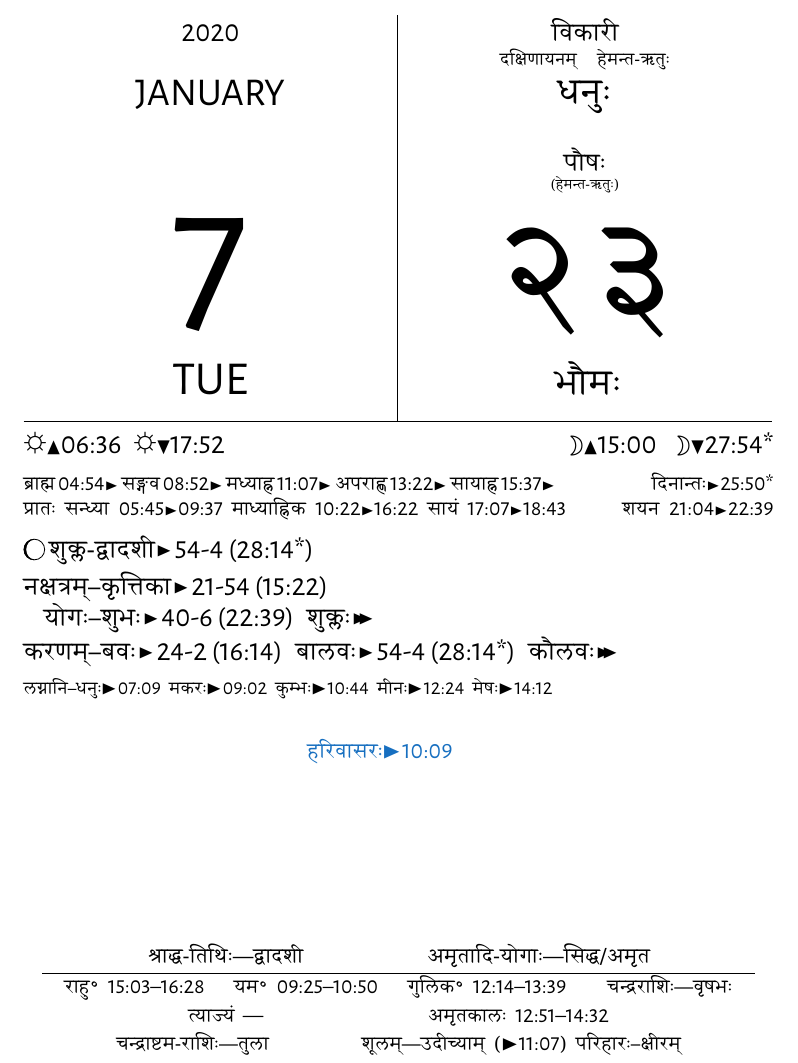 2020
JANUARY
7
TUE
विकारी
दक्षिणायनम् हेमन्त-ऋतुः
धनुः
पौषः
(हेमन्त-ऋतुः)
२३
भौमः
☼▲06:36 ☼▼17:52 ☽▲15:00 ☽▼27:54*
ब्राह्म 04:54► सङ्गव 08:52► मध्याह्न 11:07► अपराह्ण 13:22► सायाह्न 15:37► दिनान्तः►25:50*
प्रातः सन्ध्या 05:45►09:37 माध्याह्निक 10:22►16:22 सायं 17:07►18:43 शयन 21:04►22:39
शुक्ल-द्वादशी►54-4 (28:14*)
नक्षत्रम्–कृत्तिका►21-54 (15:22)
योगः–शुभः►40-6 (22:39) शुक्लः►►
करणम्–बवः►24-2 (16:14) बालवः►54-4 (28:14*) कौलवः►►
लग्नानि–धनुः►07:09 मकरः►09:02 कुम्भः►10:44 मीनः►12:24 मेषः►14:12
हरिवासरः►10:09
श्राद्ध-तिथिः—द्वादशी अमृतादि-योगाः—सिद्ध/अमृत
राहु° 15:03–16:28 यम° 09:25–10:50 गुलिक° 12:14–13:39 चन्द्रराशिः—वृषभः
त्याज्यं — अमृतकालः 12:51–14:32
चन्द्राष्टम-राशिः—तुला शूलम्—उदीच्याम् (►11:07) परिहारः–क्षीरम्